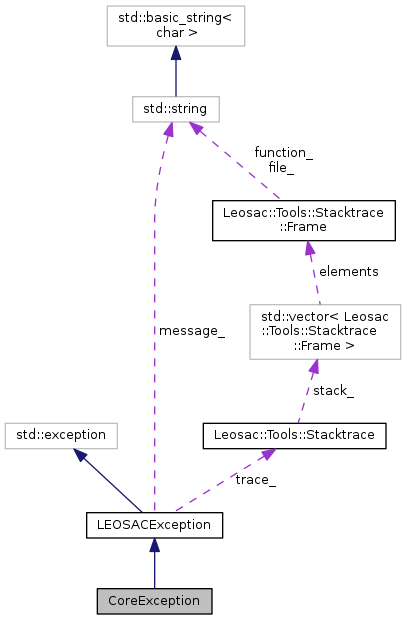 std::basic_string<
char >
std::string
function_
file_
Leosac::Tools::Stacktrace
::Frame
elements
message_
std::vector< Leosac
::Tools::Stacktrace
::Frame >
stack_
std::exception
Leosac::Tools::Stacktrace
trace_
LEOSACException
CoreException